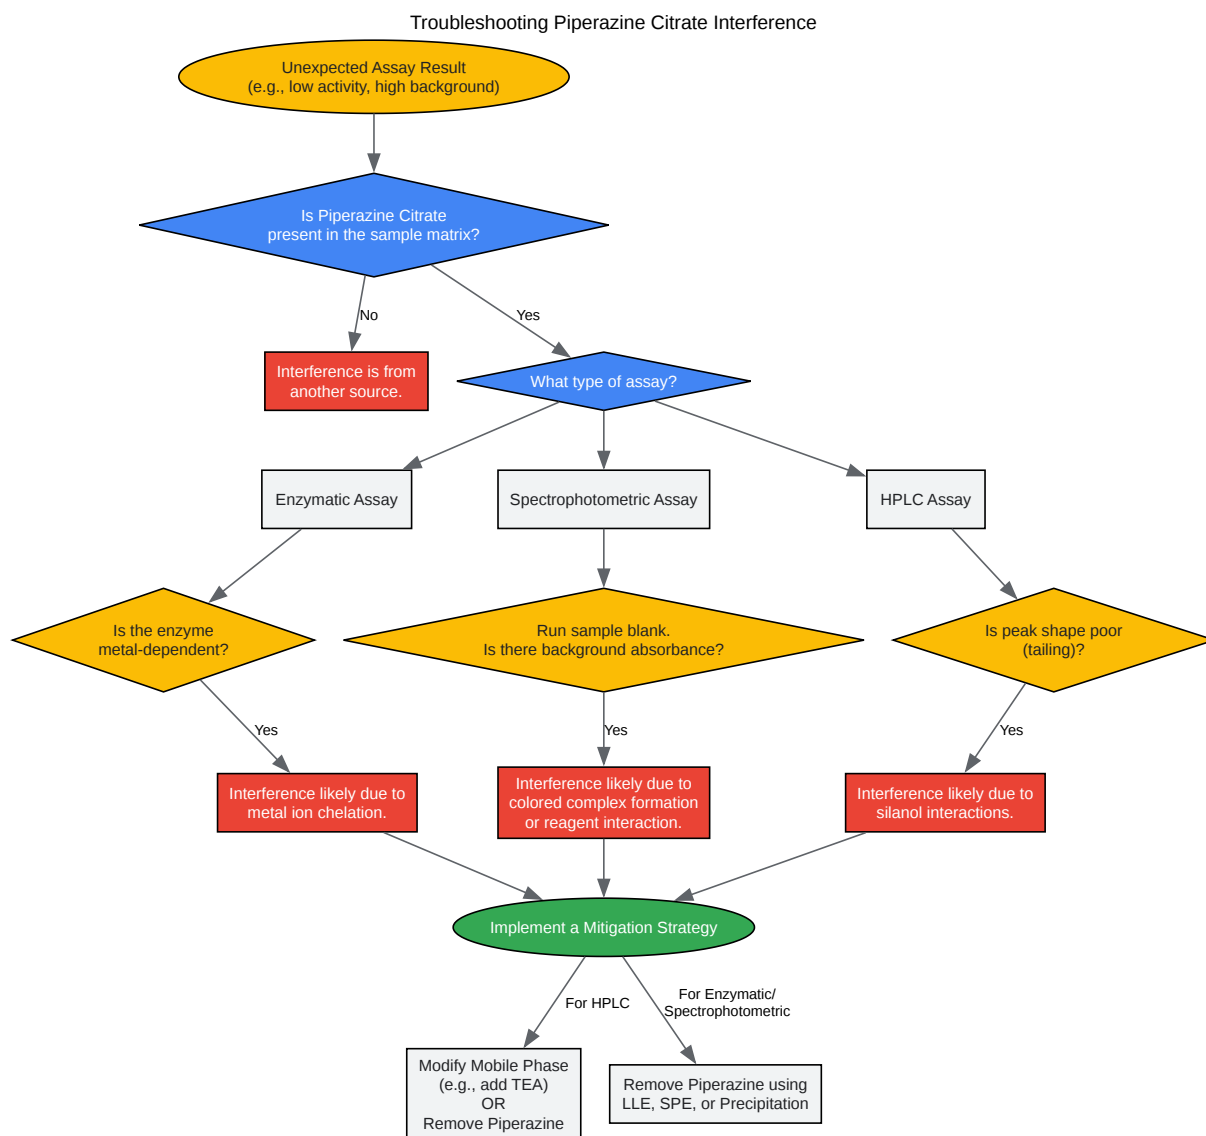 Troubleshooting Piperazine Citrate Interference
Unexpected Assay Result
(e.g., low activity, high background)
Is Piperazine Citrate
present in the sample matrix?
No
Yes
Interference is from
another source.
What type of assay?
Enzymatic Assay
Spectrophotometric Assay
HPLC Assay
Is the enzyme
metal-dependent?
Run sample blank.
Is there background absorbance?
Is peak shape poor
(tailing)?
Yes
Yes
Yes
Interference likely due to
metal ion chelation.
Interference likely due to
colored complex formation
or reagent interaction.
Interference likely due to
silanol interactions.
Implement a Mitigation Strategy
For HPLC
For Enzymatic/
Spectrophotometric
Modify Mobile Phase
(e.g., add TEA)
OR
Remove Piperazine
Remove Piperazine using
LLE, SPE, or Precipitation